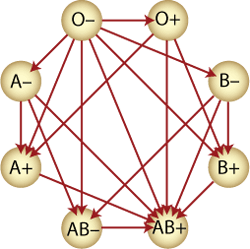 O– O+
A– B–
A+ B+
AB– AB+